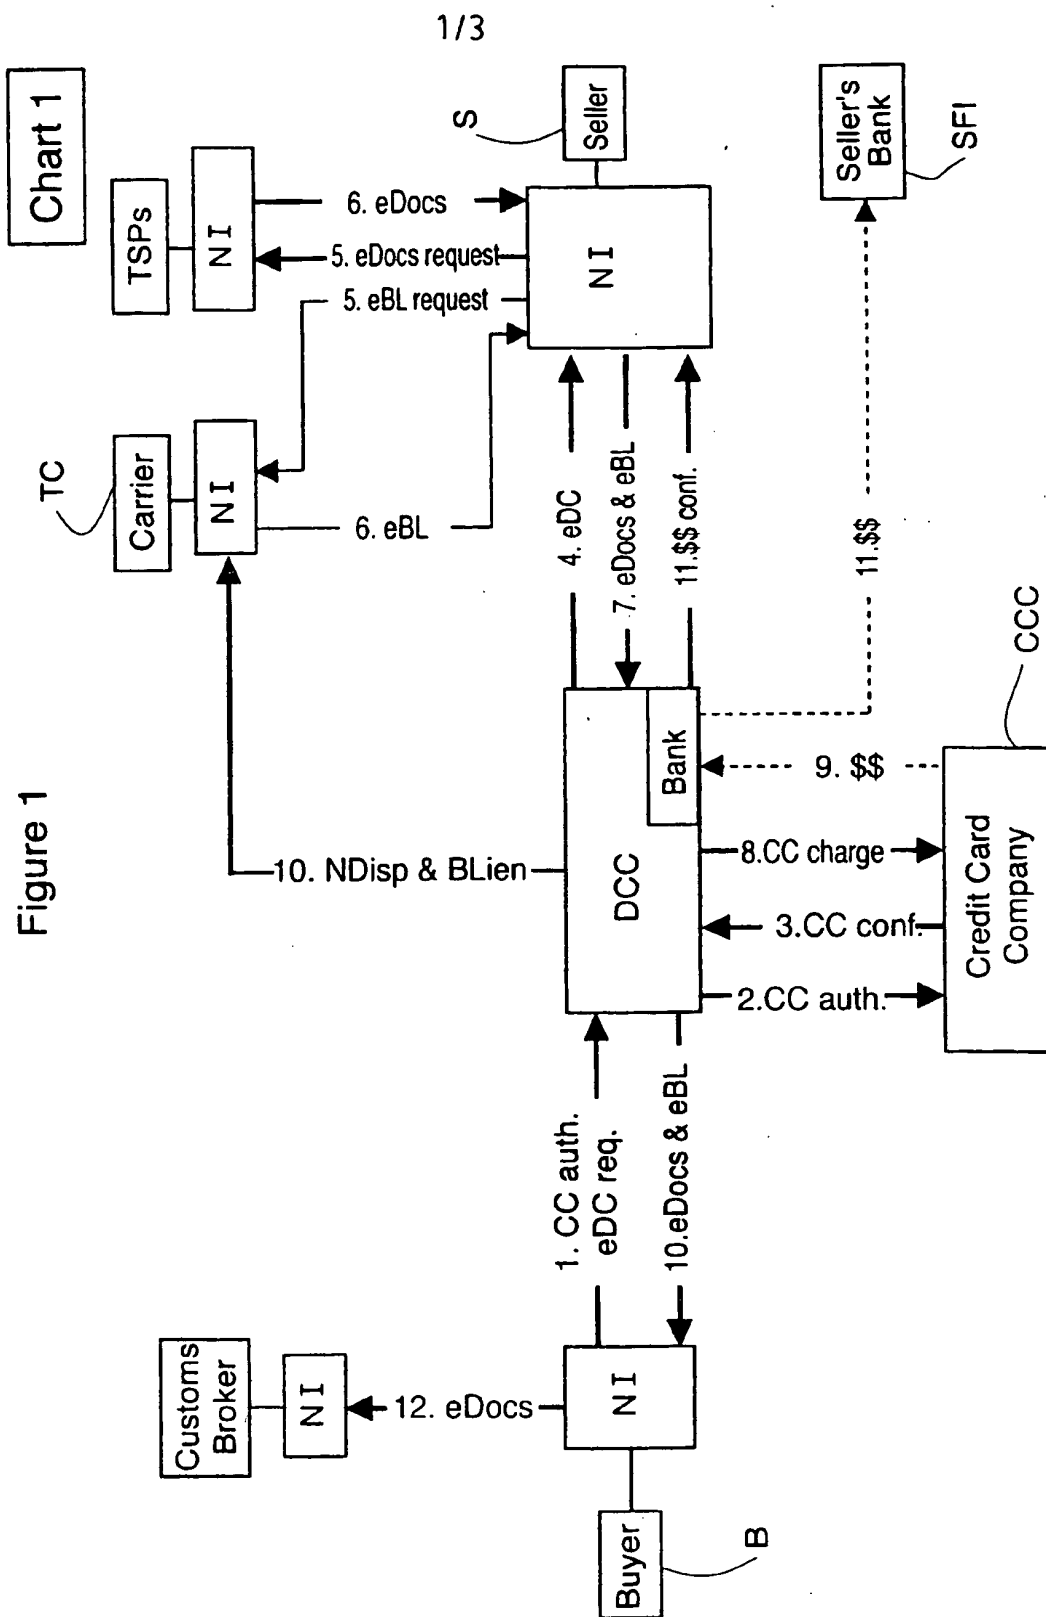 1/3
Figure 1
Chart 1
TC
Carrier
NI
TSPs
NI
6. eBL
5. eBL request
5. eDocs request
6. eDocs
S
Seller
NI
Customs
Broker
NI
12. eDocs
10. NDisp & BLien
Buyer
B
NI
1. CC auth.
eDC req.
10.eDocs & eBL
DCC
Bank
4. eDC
7. eDocs & eBL
11.$$ conf.
2.CC auth.
3.CC conf.
8.CC charge
9. $$
11.$$
Credit Card
Company
CCC
Seller's
Bank
SFI